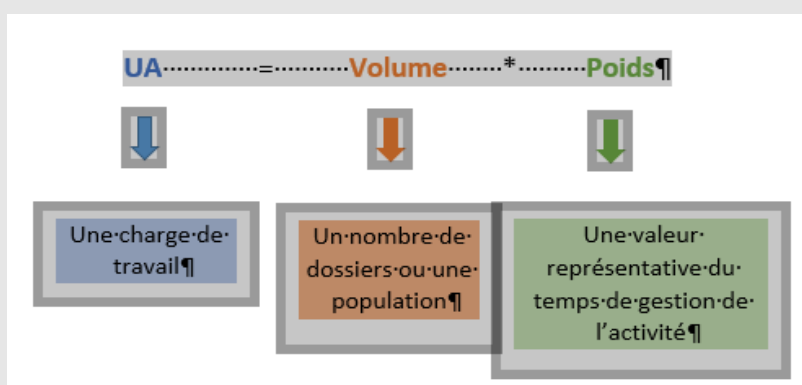 UA·············=···········Volume·······*··········Poids¶
Une·charge·de·
travail¶
Un·nombre·de·
dossiers·ou·une·
population¶
Une·valeur·
représentative·du·
temps·de·gestion·de·
l'activité¶